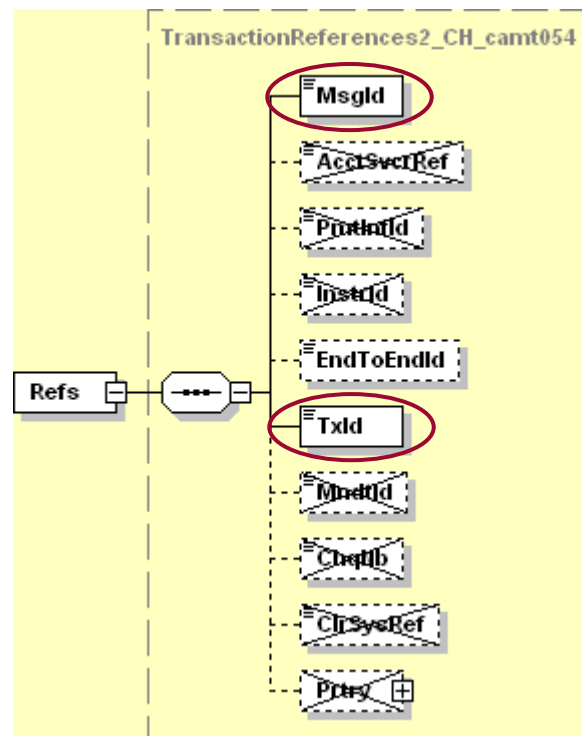 TransactionReferences2_CH_camt054
MsgId
AcctSvcrRef
PmtInfId
InstrId
EndToEndId
Refs
TxId
MndtId
ChqNb
ClrSysRef
Prtry